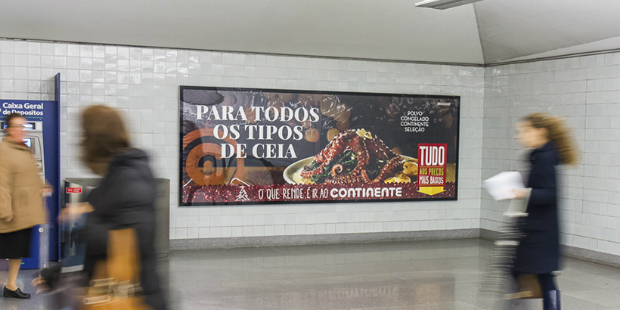 Caixa Geral
de Depósitos
PARA TODOS
OS TIPOS
DE CEIA
POLVO
CONGELADO
CONTINENTE
SELEÇÃO
TUDO
AOS PREÇOS
MAIS BAIXOS
O QUE RENDE É IR AO CONTINENTE